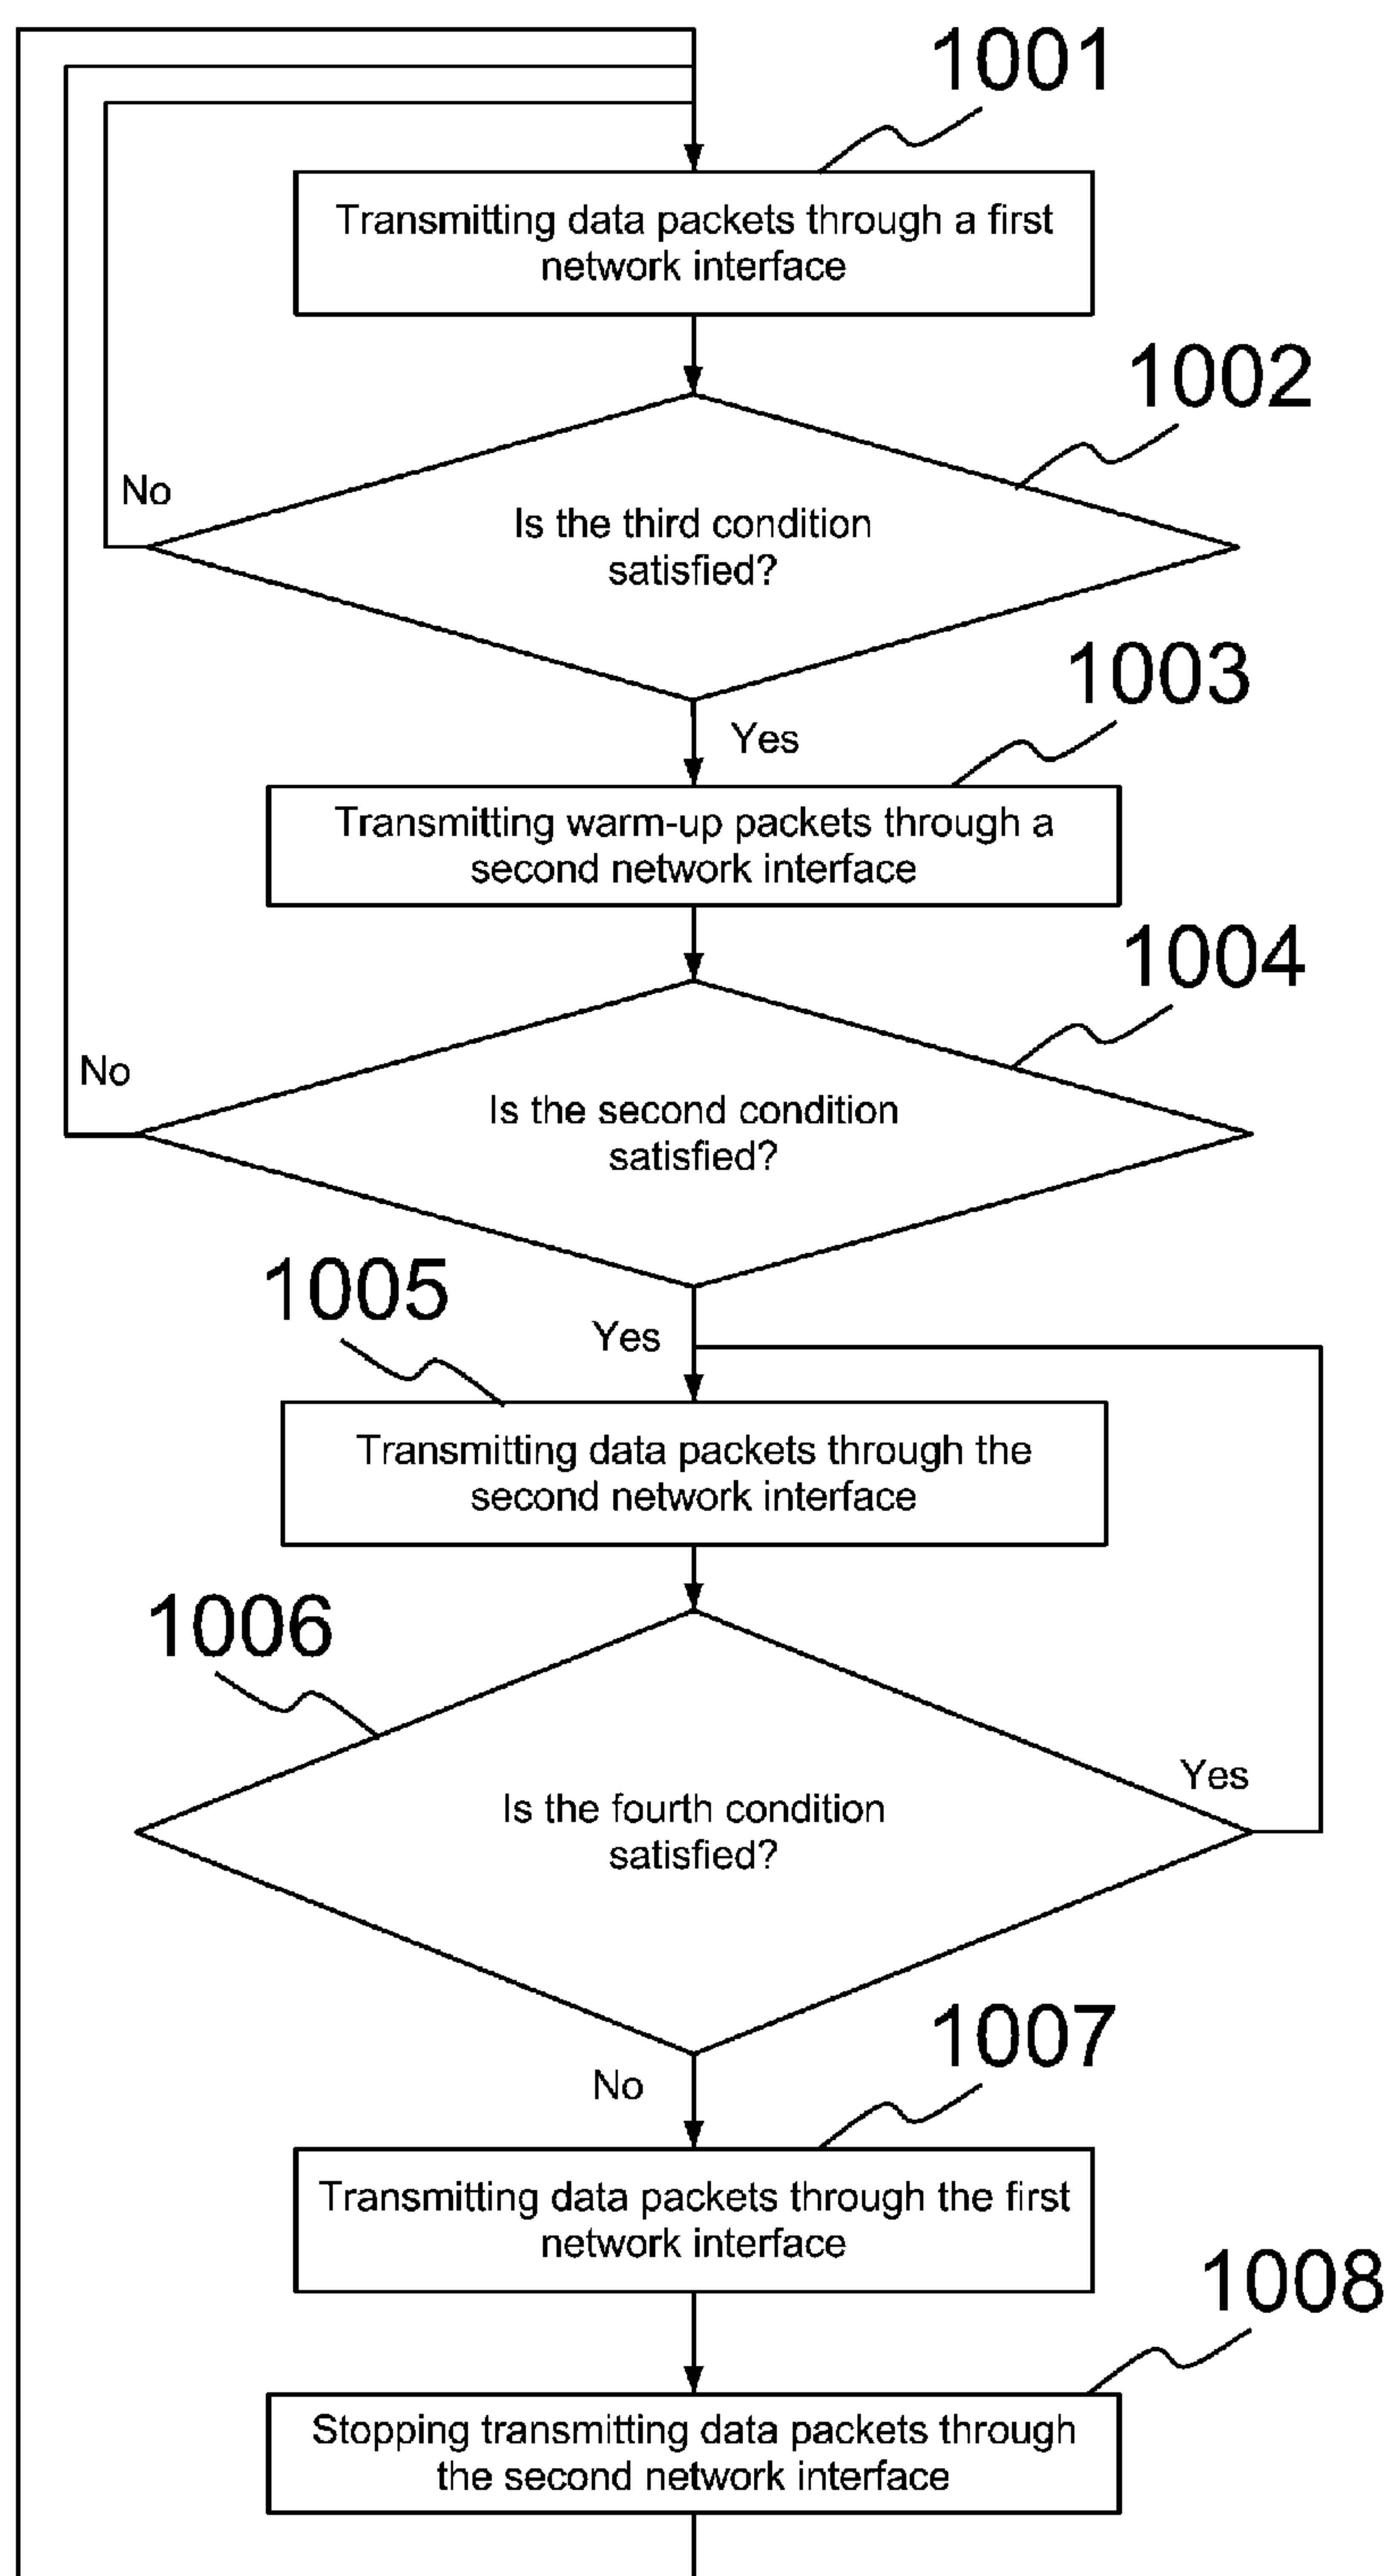 1001
Transmitting data packets through a first
network interface
1002
No
Is the third condition
satisfied?
1003
Yes
Transmitting warm-up packets through a
second network interface
1004
No
Is the second condition
satisfied?
1005
Yes
Transmitting data packets through the
second network interface
1006
Yes
Is the fourth condition
satisfied?
1007
No
Transmitting data packets through the first
network interface
1008
Stopping transmitting data packets through
the second network interface